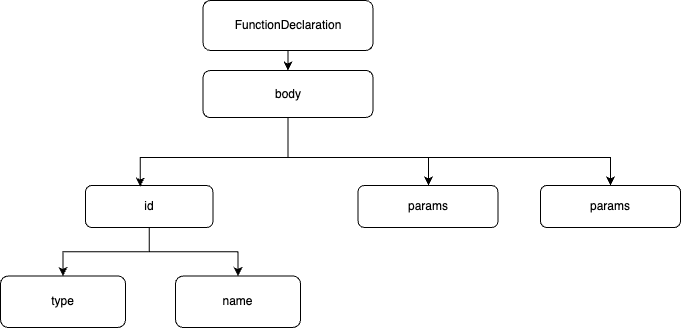 FunctionDeclaration
body
id
params
params
type
name